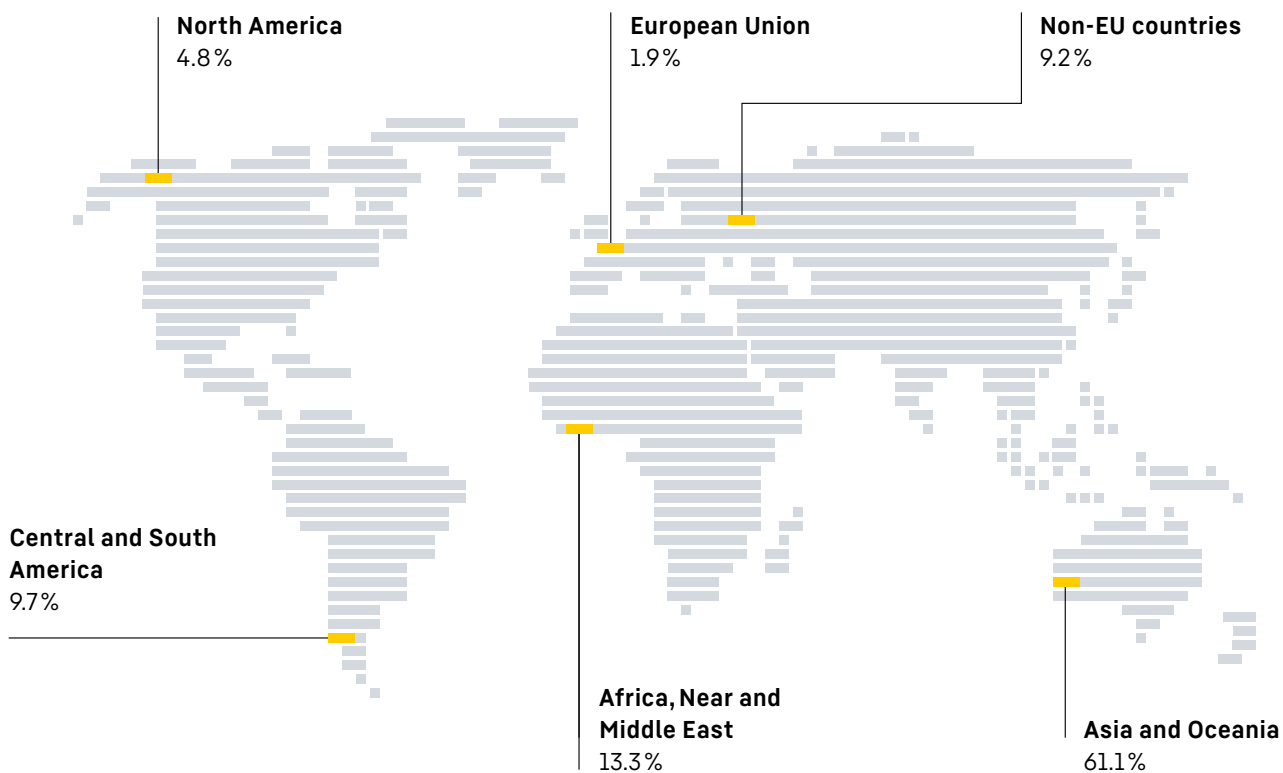 North America
4.8 %
European Union
1.9 %
Non-EU countries
9.2 %
Central and South
America
9.7 %
Africa, Near and
Middle East
13.3 %
Asia and Oceania
61.1 %